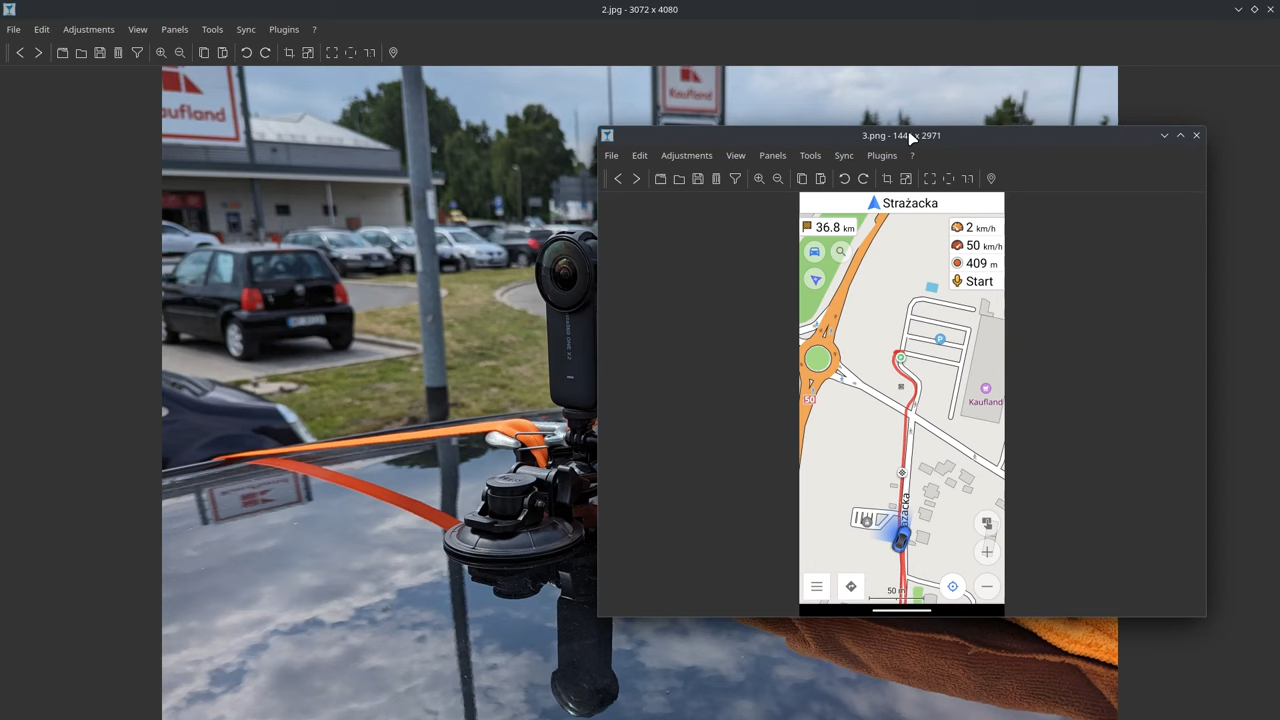 2.jpg - 3072 x 4080
File Edit Adjustments View Panels Tools Sync Plugins ?
aufland
Kaufland
3.png - 144 x 2971
File Edit Adjustments View Panels Tools Sync Plugins ?
Strażacka
36.8 km
2 km/h
50 km/h
409 m
Start
P
50
Kaufland
ażacka
50 m